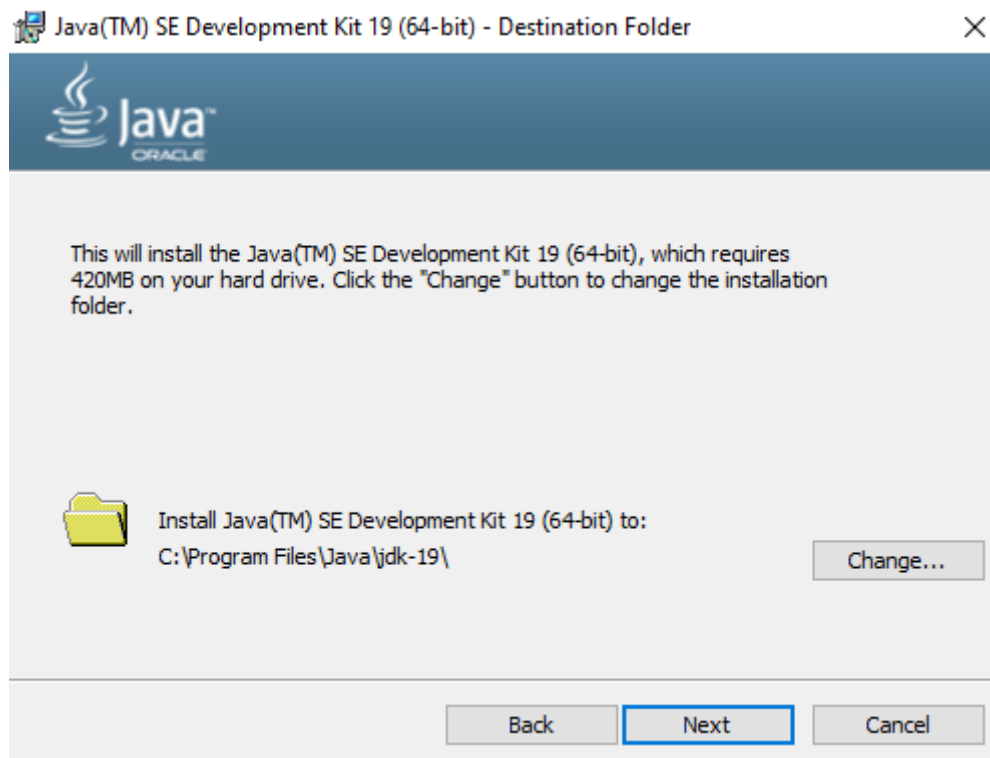 Java(TM) SE Development Kit 19 (64-bit) - Destination Folder
Java™
ORACLE
This will install the Java(TM) SE Development Kit 19 (64-bit), which requires
420MB on your hard drive. Click the "Change" button to change the installation
folder.
Install Java(TM) SE Development Kit 19 (64-bit) to:
C:\Program Files\Java\jdk-19\
Change...
Back
Next
Cancel